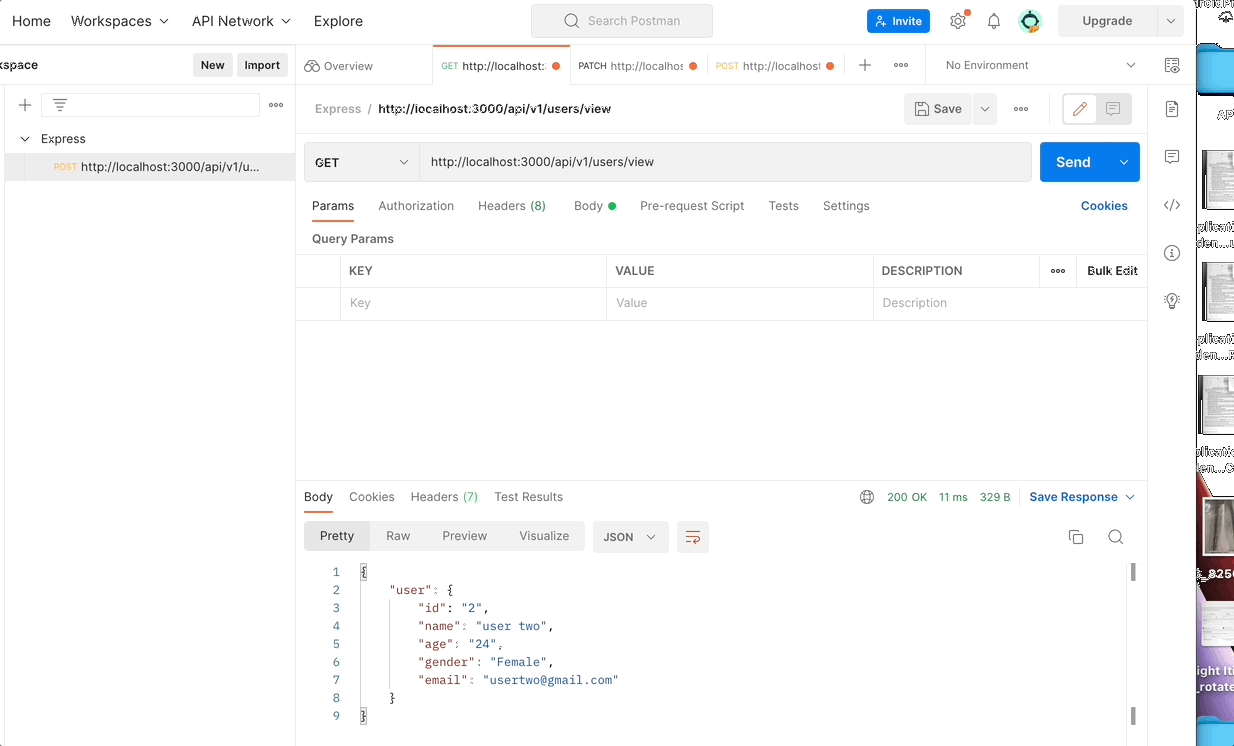 Home Workspaces API Network Explore Search Postman Invite Upgrade
kspace New Import Overview GET http://localhost: PATCH http://localhos POST http://localhost No Environment
Express / http://localhost:3000/api/v1/users/view Save
Express
GET http://localhost:3000/api/v1/users/view Send
POST http://localhost:3000/api/v1/u...
Params Authorization Headers (8) Body Pre-request Script Tests Settings Cookies
Query Params
KEY VALUE DESCRIPTION Bulk Edit
Key Value Description
Body Cookies Headers (7) Test Results 200 OK 11 ms 329 B Save Response
Pretty Raw Preview Visualize JSON
1 {
2 "user": {
3 "id": "2",
4 "name": "user two",
5 "age": "24",
6 "gender": "Female",
7 "email": "usertwo@gmail.com"
8 }
9 }
AP
plicati
den...
plicati
den...
plicati
_825
ight Iti
_rotate